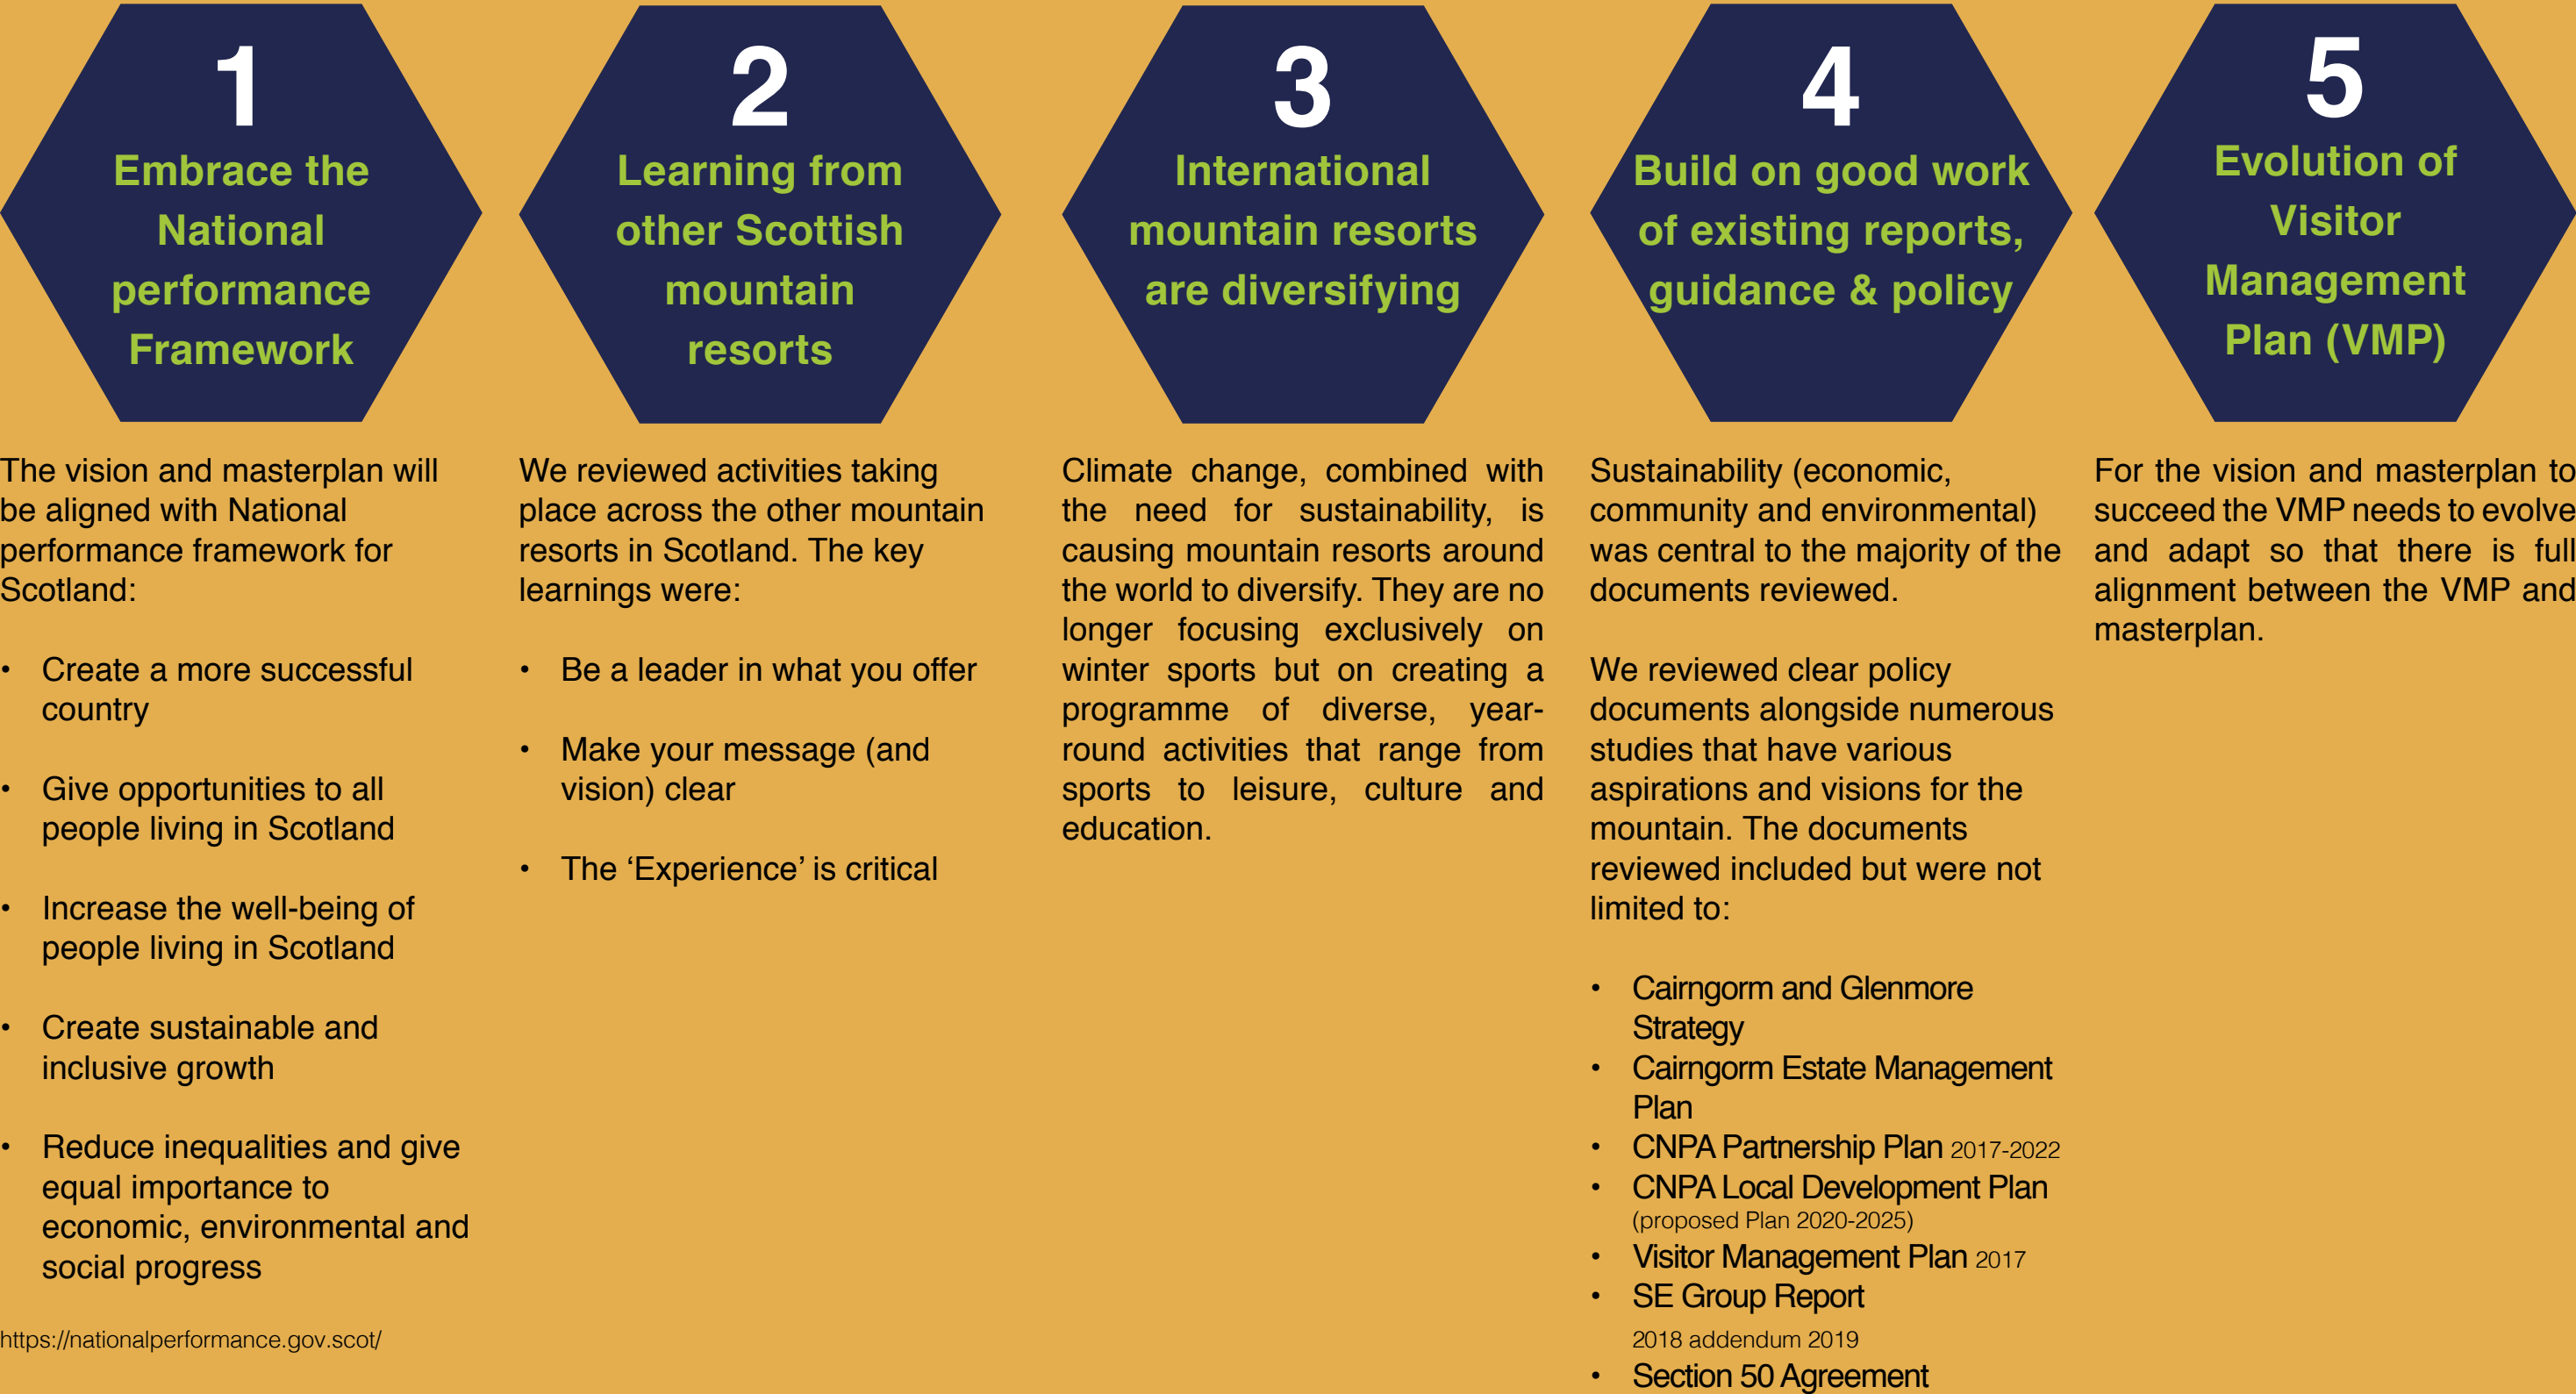 1
Embrace the
National
performance
Framework
The vision and masterplan will
be aligned with National
performance framework for
Scotland:
• Create a more successful
country
• Give opportunities to all
people living in Scotland
• Increase the well-being of
people living in Scotland
• Create sustainable and
inclusive growth
• Reduce inequalities and give
equal importance to
economic, environmental and
social progress
https://nationalperformance.gov.scot/
2
Learning from
other Scottish
mountain
resorts
We reviewed activities taking
place across the other mountain
resorts in Scotland. The key
learnings were:
• Be a leader in what you offer
• Make your message (and
vision) clear
• The ‘Experience’ is critical
3
International
mountain resorts
are diversifying
Climate change, combined with
the need for sustainability, is
causing mountain resorts around
the world to diversify. They are no
longer focusing exclusively on
winter sports but on creating a
programme of diverse, year-
round activities that range from
sports to leisure, culture and
education.
4
Build on good work
of existing reports,
guidance & policy
Sustainability (economic,
community and environmental)
was central to the majority of the
documents reviewed.
We reviewed clear policy
documents alongside numerous
studies that have various
aspirations and visions for the
mountain. The documents
reviewed included but were not
limited to:
• Cairngorm and Glenmore
Strategy
• Cairngorm Estate Management
Plan
• CNPA Partnership Plan 2017-2022
• CNPA Local Development Plan
(proposed Plan 2020-2025)
• Visitor Management Plan 2017
• SE Group Report
2018 addendum 2019
• Section 50 Agreement
5
Evolution of
Visitor
Management
Plan (VMP)
For the vision and masterplan to
succeed the VMP needs to evolve
and adapt so that there is full
alignment between the VMP and
masterplan.